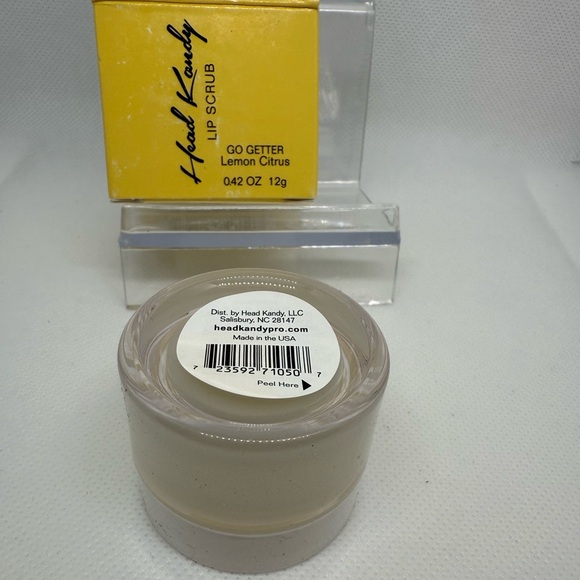 Head Kandy
LIP SCRUB
GO GETTER
Lemon Citrus
0.42 OZ 12g
Dist. by Head Kandy, LLC
Salisbury, NC 28147
headkandypro.com
Made in the USA
7 23592 71050 7
Peel Here